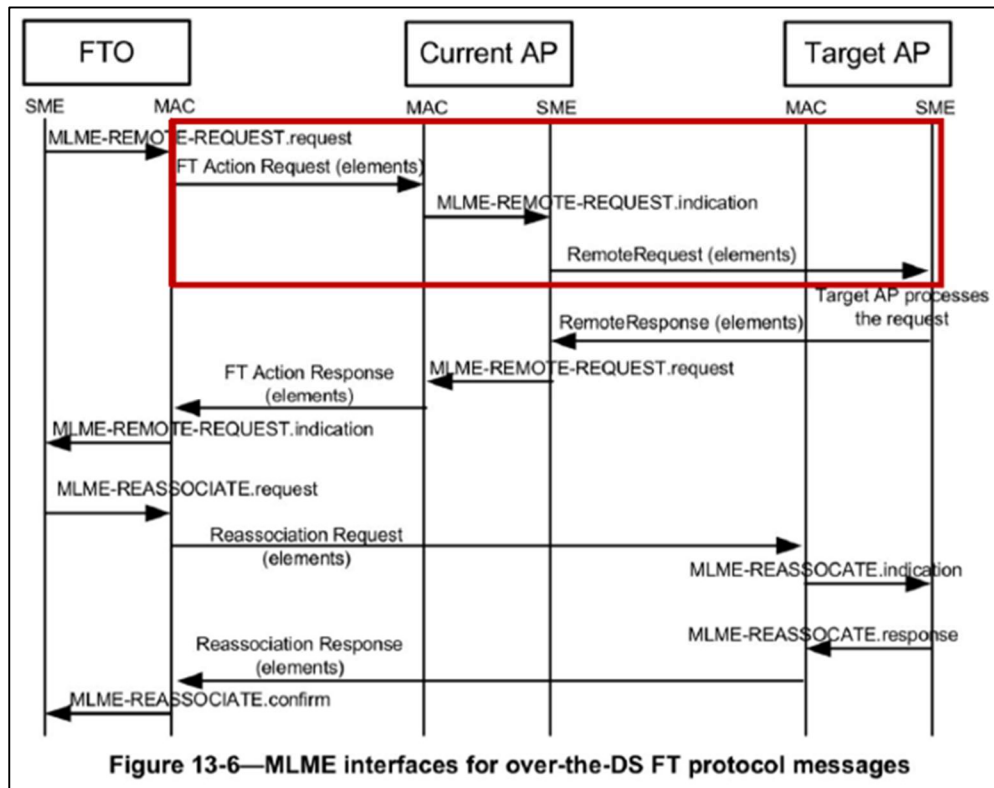 FTO
Current AP
Target AP
SME MAC MAC SME MAC SME
MLME-REMOTE-REQUEST.request
FT Action Request (elements)
MLME-REMOTE-REQUEST.indication
RemoteRequest (elements)
Target AP processes
the request
RemoteResponse (elements)
MLME-REMOTE-REQUEST.request
FT Action Response
(elements)
MLME-REMOTE-REQUEST.indication
MLME-REASSOCIATE.request
Reassociation Request
(elements)
MLME-REASSOCATE.indication
MLME-REASSOCATE.response
Reassociation Response
(elements)
MLME-REASSOCIATE.confirm
Figure 13-6—MLME interfaces for over-the-DS FT protocol messages